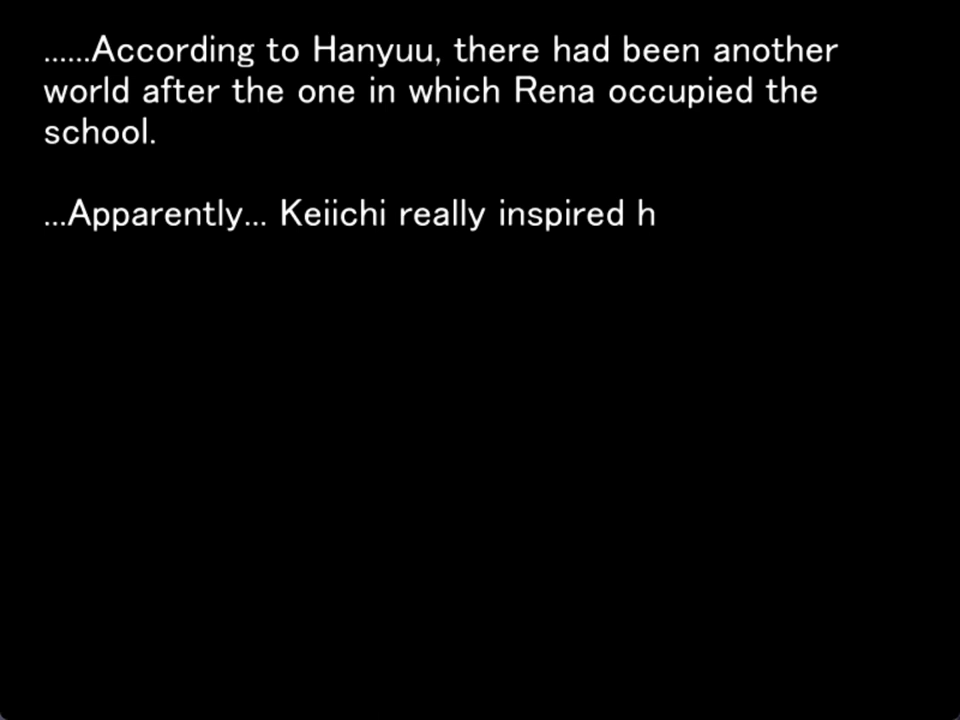 ......According to Hanyuu, there had been another
world after the one in which Rena occupied the
school.
...Apparently... Keiichi really inspired h